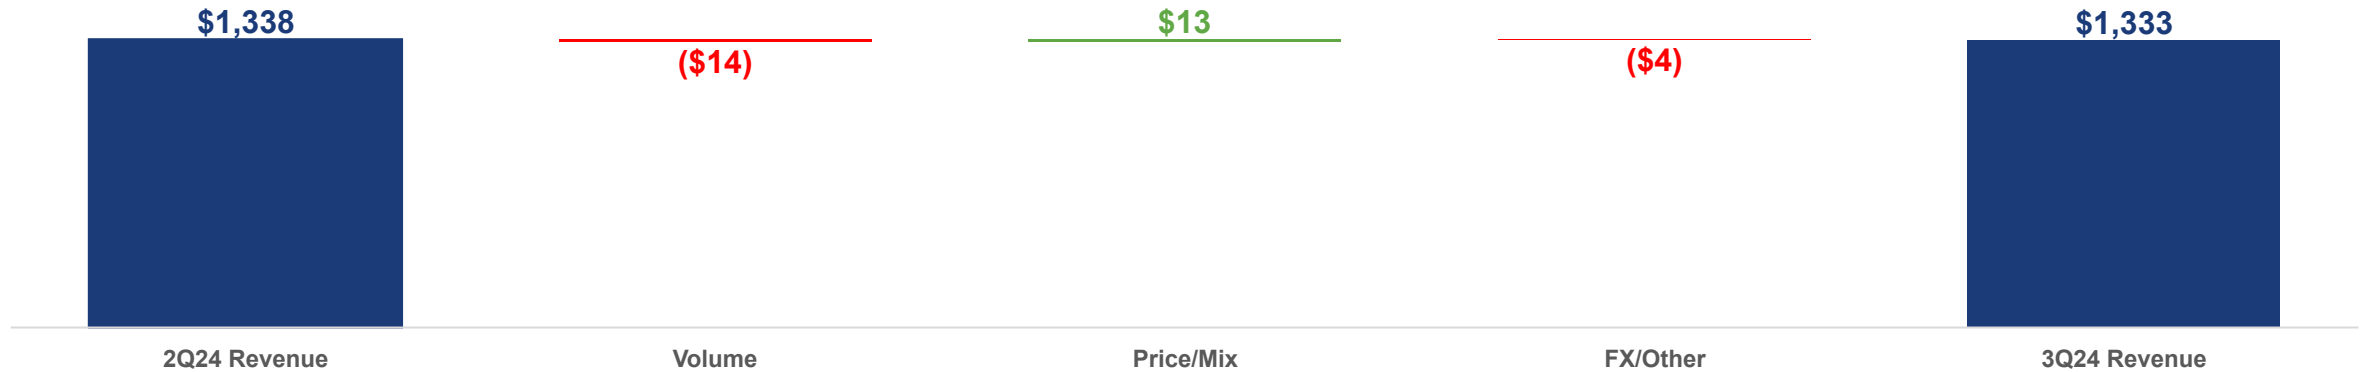 $1,338
($14)
$13
($4)
$1,333
2Q24 Revenue
Volume
Price/Mix
FX/Other
3Q24 Revenue